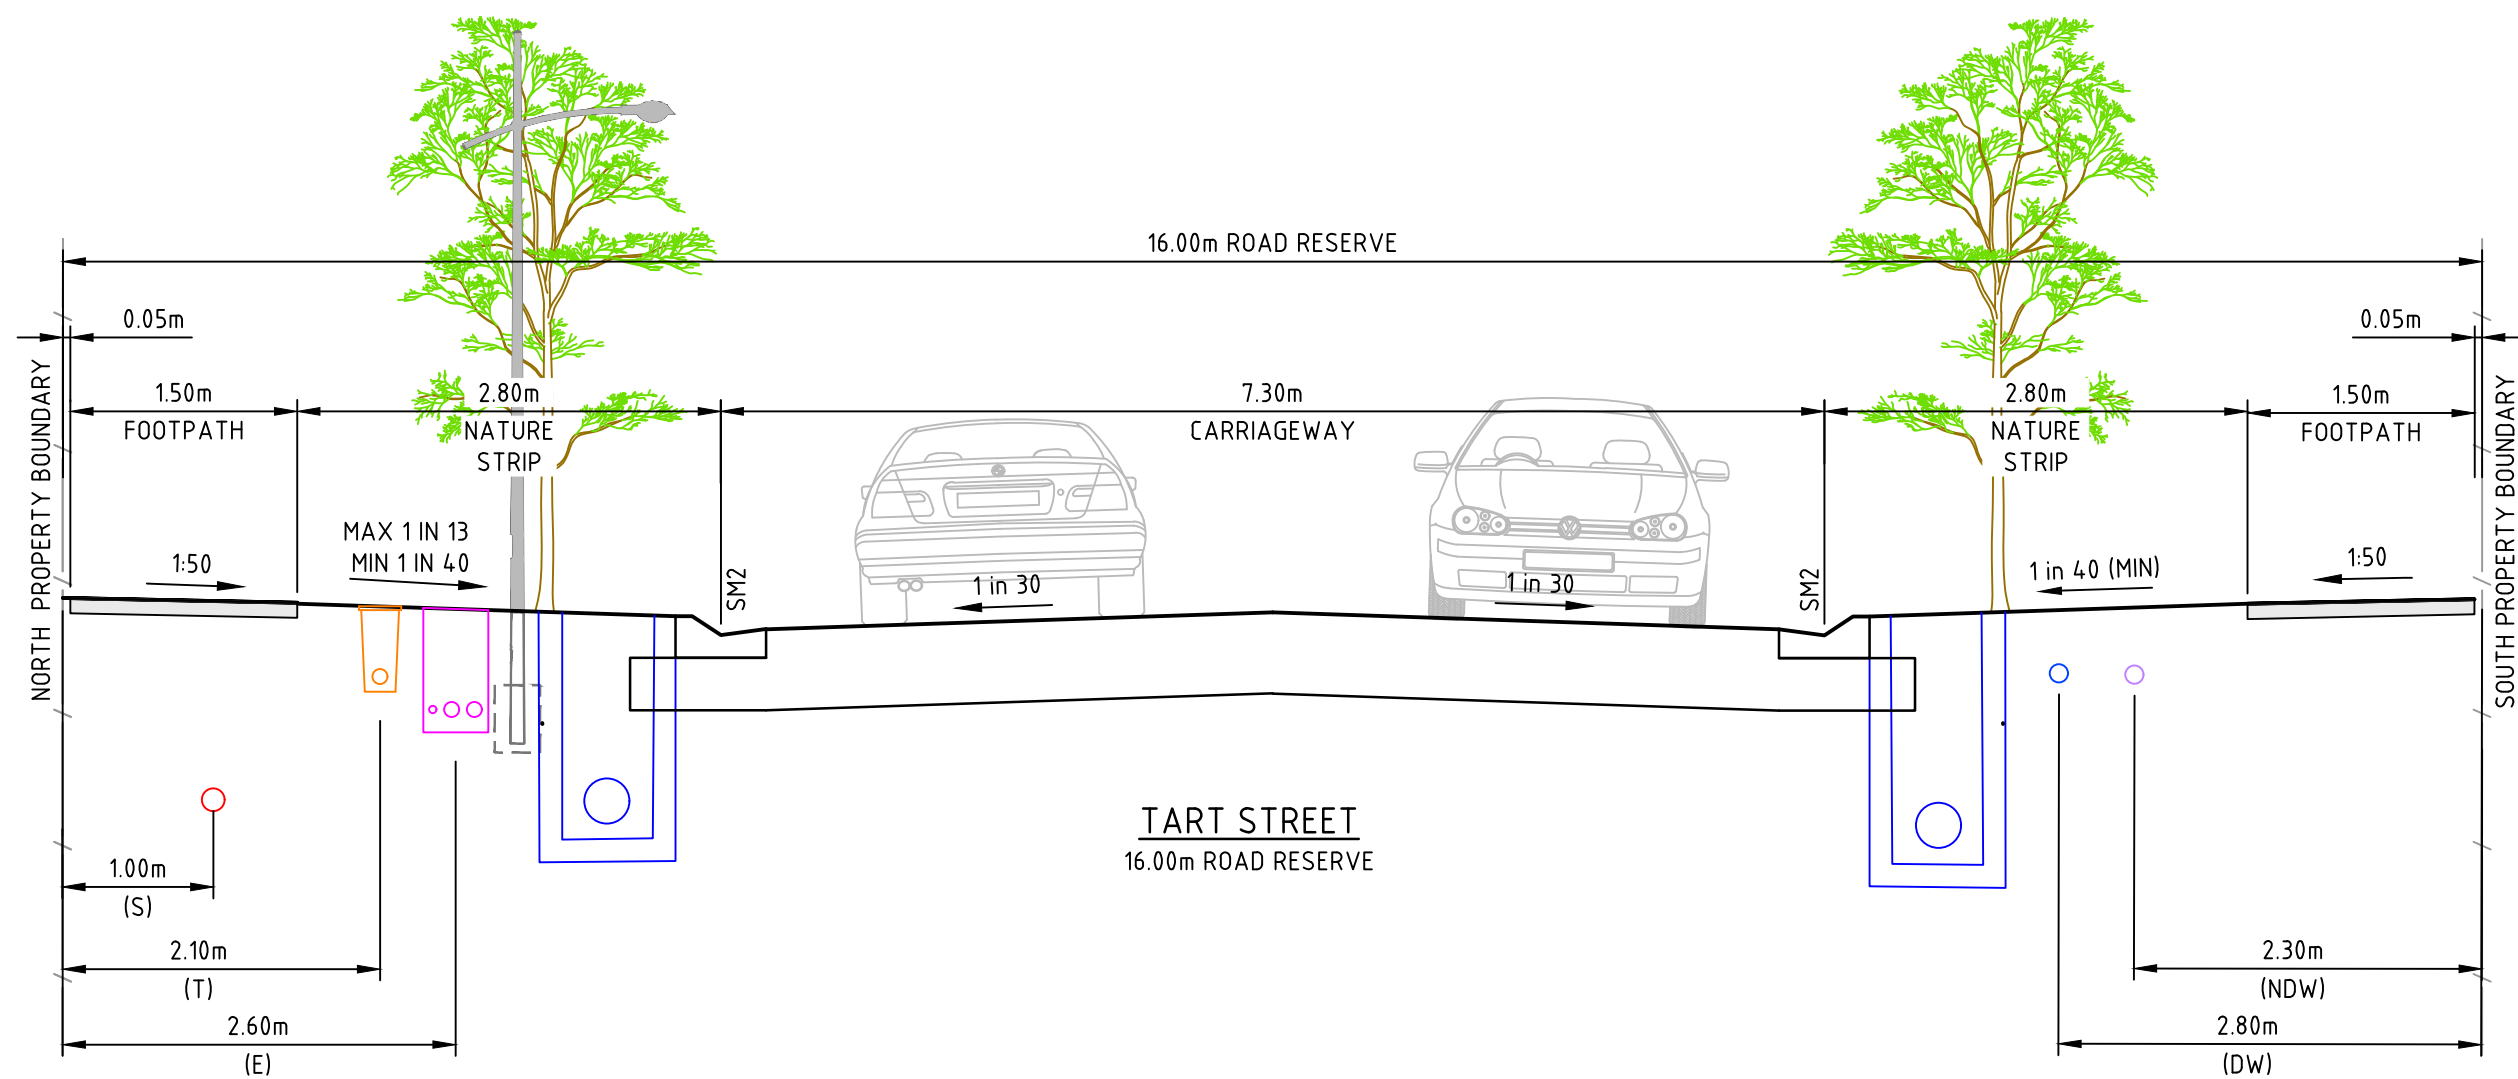 16.00m ROAD RESERVE
0.05m
0.05m
1.50m
FOOTPATH
2.80m
NATURE
STRIP
7.30m
CARRIAGEWAY
2.80m
NATURE
STRIP
1.50m
FOOTPATH
NORTH PROPERTY BOUNDARY
SOUTH PROPERTY BOUNDARY
1:50
MAX 1 IN 13
MIN 1 IN 40
SM2
1 in 30
1 in 30
SM2
1 in 40 (MIN)
1:50
TART STREET
16.00m ROAD RESERVE
1.00m
(S)
2.10m
(T)
2.60m
(E)
2.30m
(NDW)
2.80m
(DW)